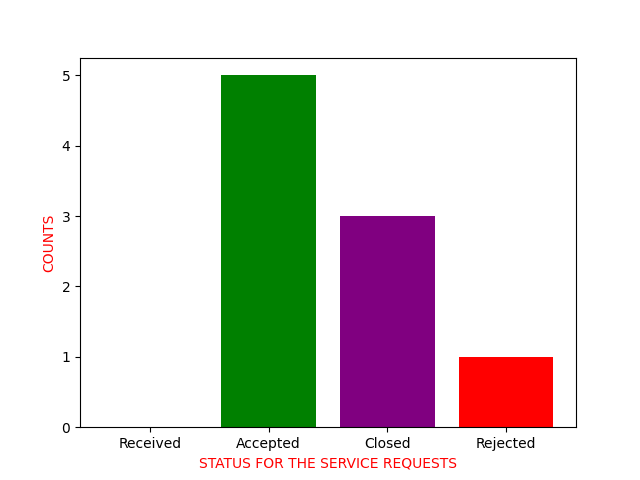 5
4
3
2
1
0
COUNTS
Received Accepted Closed Rejected
STATUS FOR THE SERVICE REQUESTS